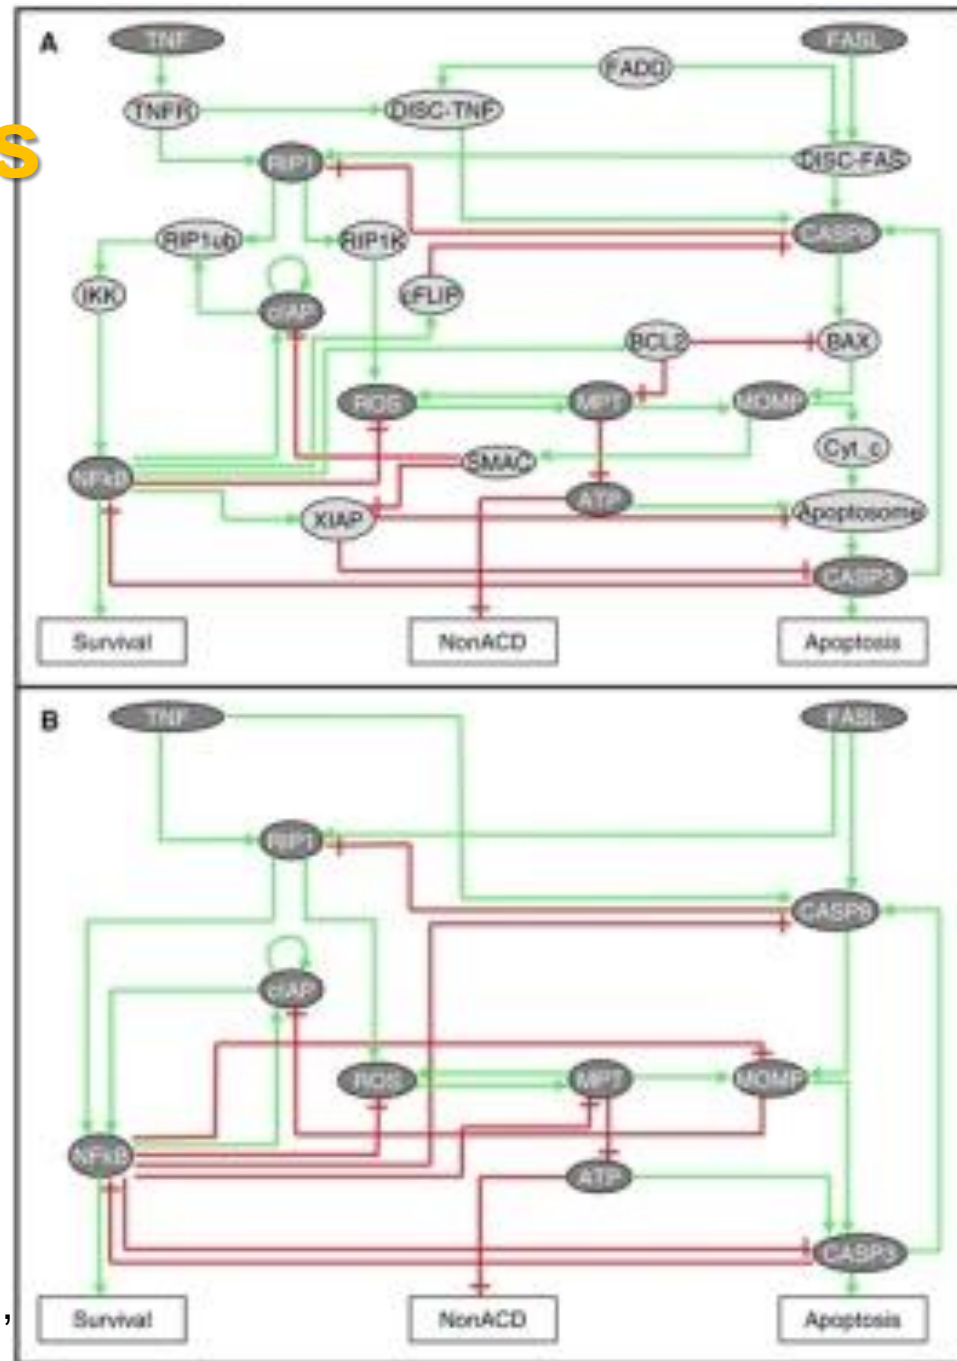 A
TNF
FASL
FADD
TNFR
DISC-TNF
s
RIP1
DISC-FAS
RIP1ub
RIP1K
CASP8
IKK
cFLIP
cIAP
BCL2
BAX
ROS
MPT
MOMP
Cyt_c
SMAC
NFkB
ATP
XIAP
Apoptosome
CASP3
Survival
NonACD
Apoptosis
B
TNF
FASL
RIP1
CASP8
cIAP
ROS
MPT
MOMP
NFkB
ATP
CASP3
,
Survival
NonACD
Apoptosis